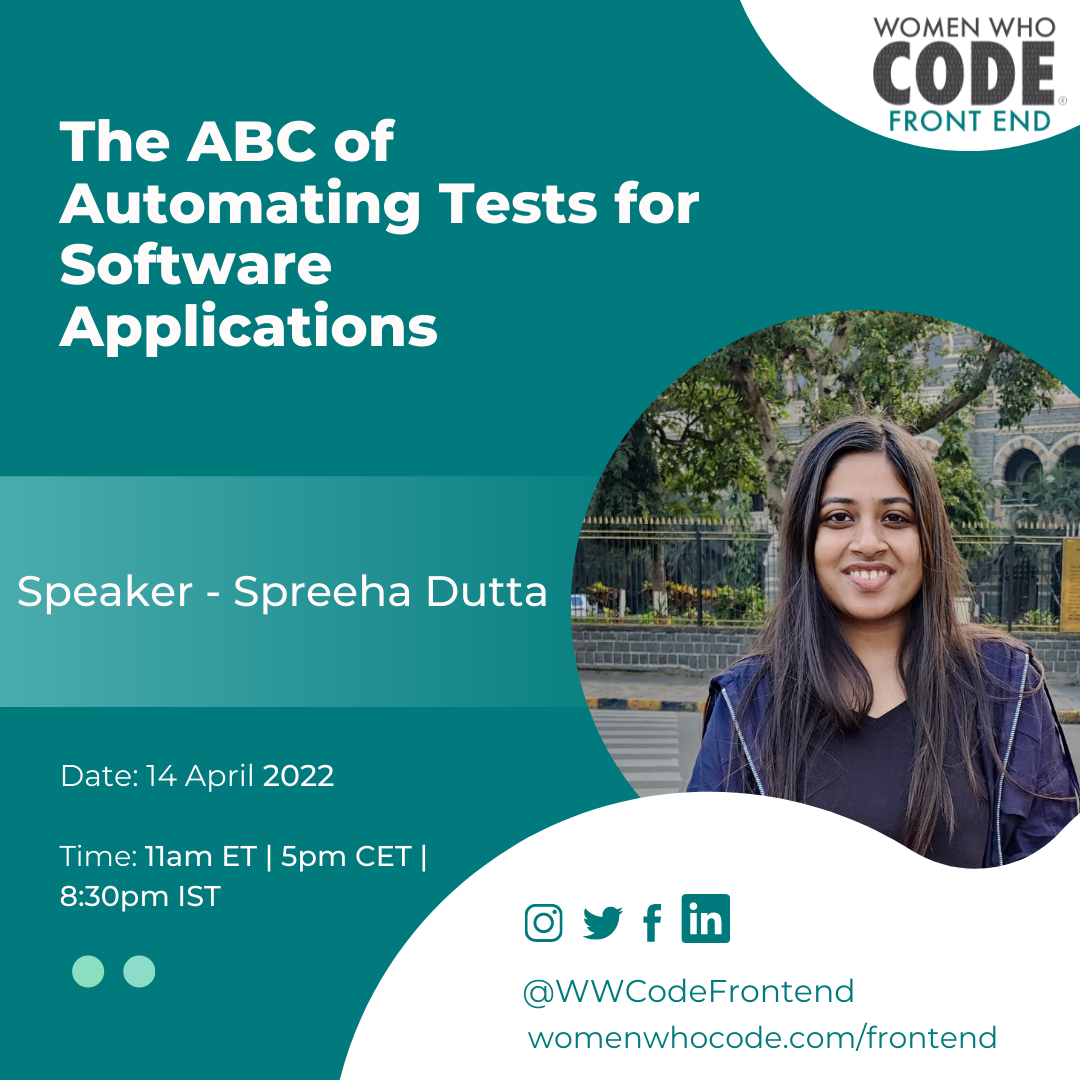 WOMEN WHO
CODE®
FRONT END
The ABC of
Automating Tests for
Software
Applications
Speaker - Spreeha Dutta
Date: 14 April 2022
Time: 11am ET | 5pm CET |
8:30pm IST
@WWCodeFrontend
womenwhocode.com/frontend